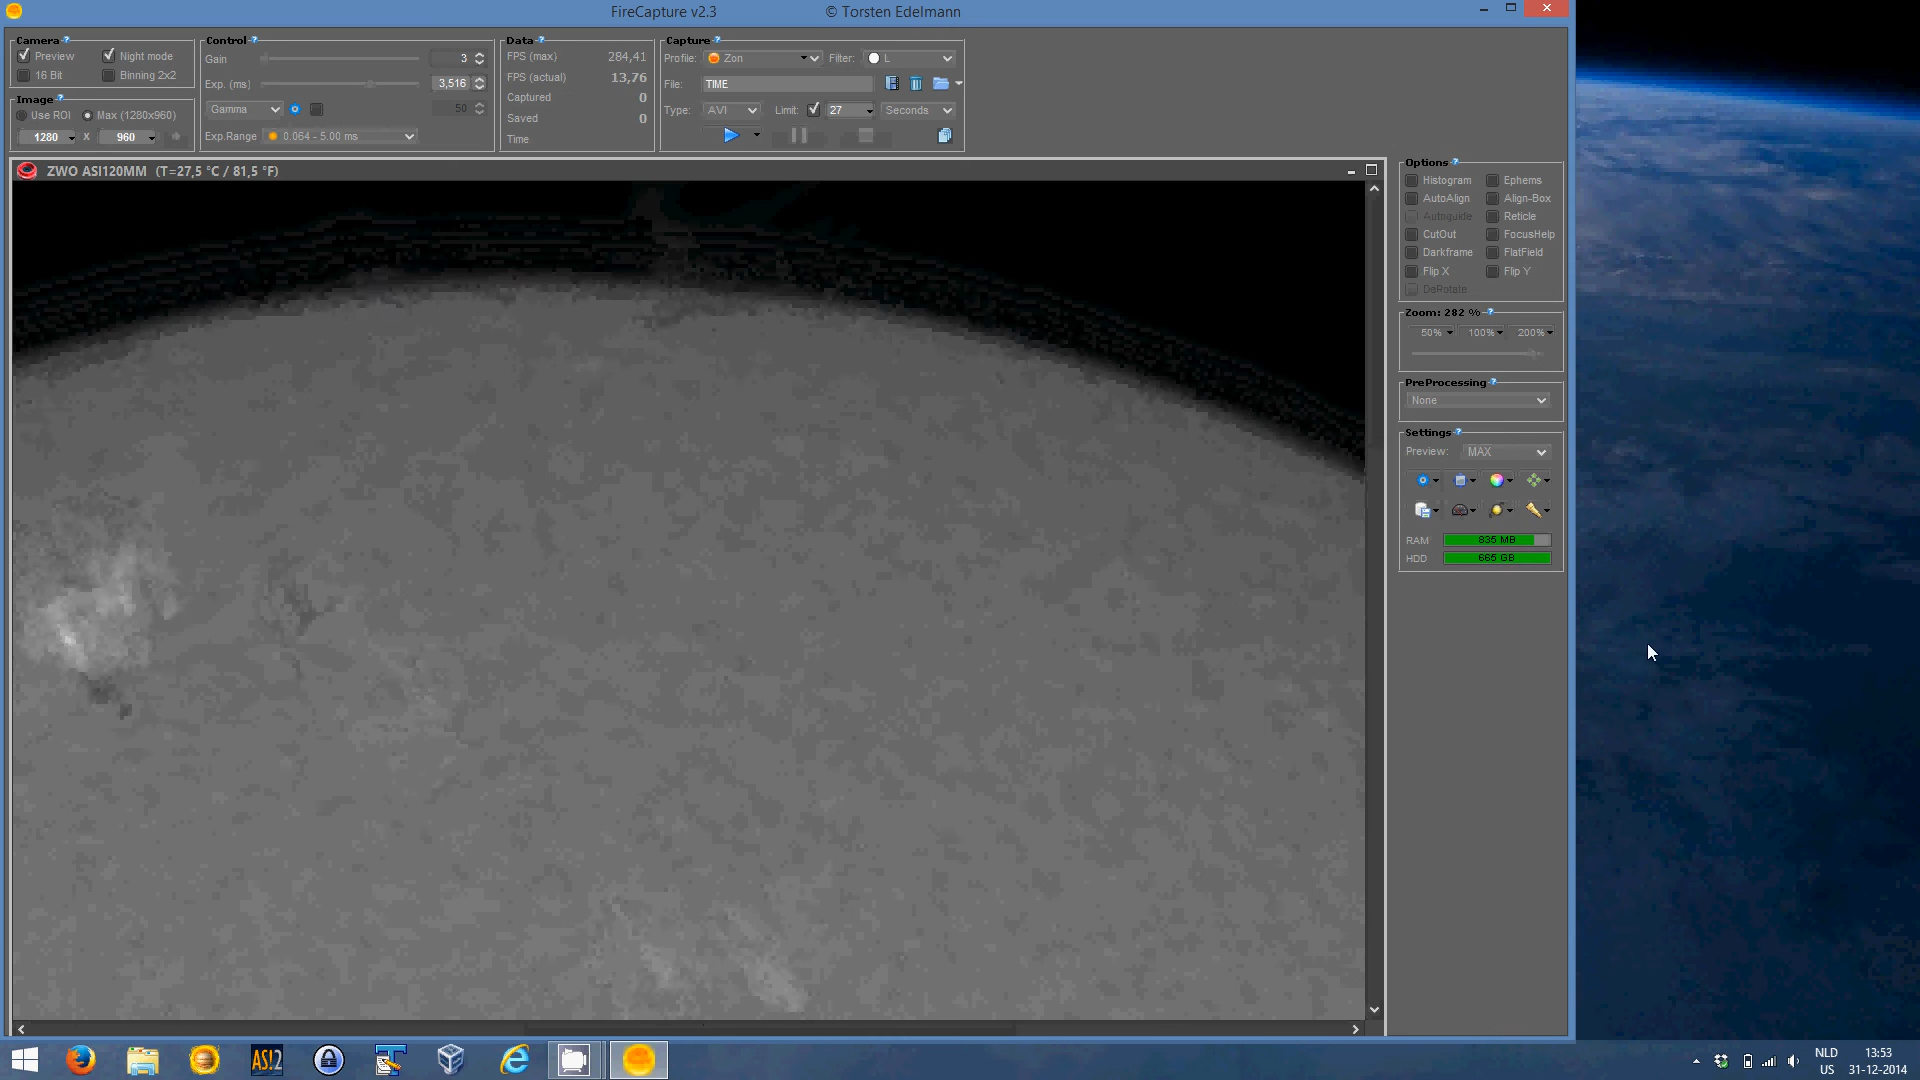 FireCapture v2.3 © Torsten Edelmann
Camera ?
Preview Night mode
16 Bit Binning 2x2
Image ?
Use ROI Max (1280x960)
1280 x 960
Control ?
Gain 3
Exp. (ms) 3,516
Gamma 50
Exp.Range 0.064 - 5.00 ms
Data ?
FPS (max) 284,41
FPS (actual) 13,76
Captured 0
Saved 0
Time
Capture ?
Profile: Zon Filter: L
File: TIME
Type: AVI Limit: 27 Seconds
ZWO ASI120MM (T=27,5 °C / 81,5 °F)
Options ?
Histogram Ephems
AutoAlign Align-Box
Autoguide Reticle
CutOut FocusHelp
Darkframe FlatField
Flip X Flip Y
DeRotate
Zoom: 282 % ?
50% 100% 200%
PreProcessing ?
None
Settings ?
Preview: MAX
RAM 835 MB
HDD 665 GB
AS!2
NLD 13:53
US 31-12-2014